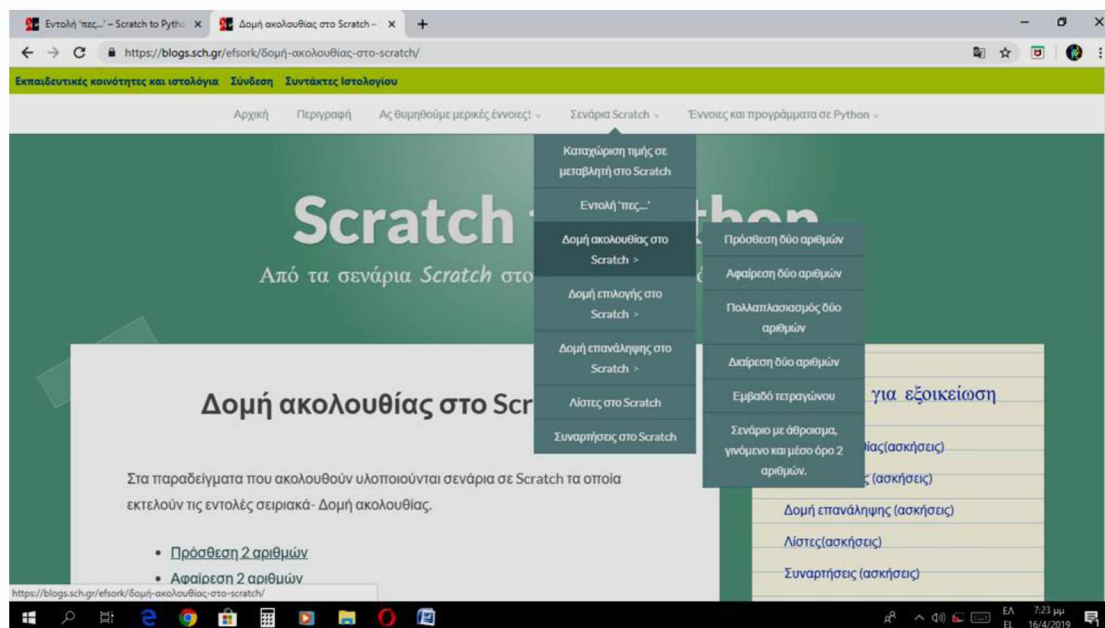 Εντολή 'πες...' – Scratch to Pytho
Δομή ακολουθίας στο Scratch –
https://blogs.sch.gr/efsork/δομή-ακολουθίας-στο-scratch/
Εκπαιδευτικές κοινότητες και ιστολόγια Σύνδεση Συντάκτες Ιστολογίου
Αρχική Περιγραφή Ας θυμηθούμε μερικές έννοιες! Σενάρια Scratch Έννοιες και προγράμματα σε Python
Καταχώριση τιμής σε
μεταβλητή στο Scratch
Εντολή 'πες...'
Δομή ακολουθίας στο
Scratch >
Δομή επιλογής στο
Scratch >
Δομή επανάληψης στο
Scratch >
Λίστες στο Scratch
Συναρτήσεις στο Scratch
Πρόσθεση δύο αριθμών
Αφαίρεση δύο αριθμών
Πολλαπλασιασμός δύο
αριθμών
Διαίρεση δύο αριθμών
Εμβαδό τετραγώνου
Σενάριο με άθροισμα,
γινόμενο και μέσο όρο 2
αριθμών.
Scratch thon
Από τα σενάρια Scratch στο
Δομή ακολουθίας στο Scr
Στα παραδείγματα που ακολουθούν υλοποιούνται σενάρια σε Scratch τα οποία
εκτελούν τις εντολές σειριακά- Δομή ακολουθίας.
• Πρόσθεση 2 αριθμών
• Αφαίρεση 2 αριθμών
για εξοικείωση
ίας(ασκήσεις)
ς (ασκήσεις)
Δομή επανάληψης (ασκήσεις)
Λίστες(ασκήσεις)
Συναρτήσεις (ασκήσεις)
https://blogs.sch.gr/efsork/δομή-ακολουθίας-στο-scratch/
ΕΛ 7:23 μμ
EL 16/4/2019